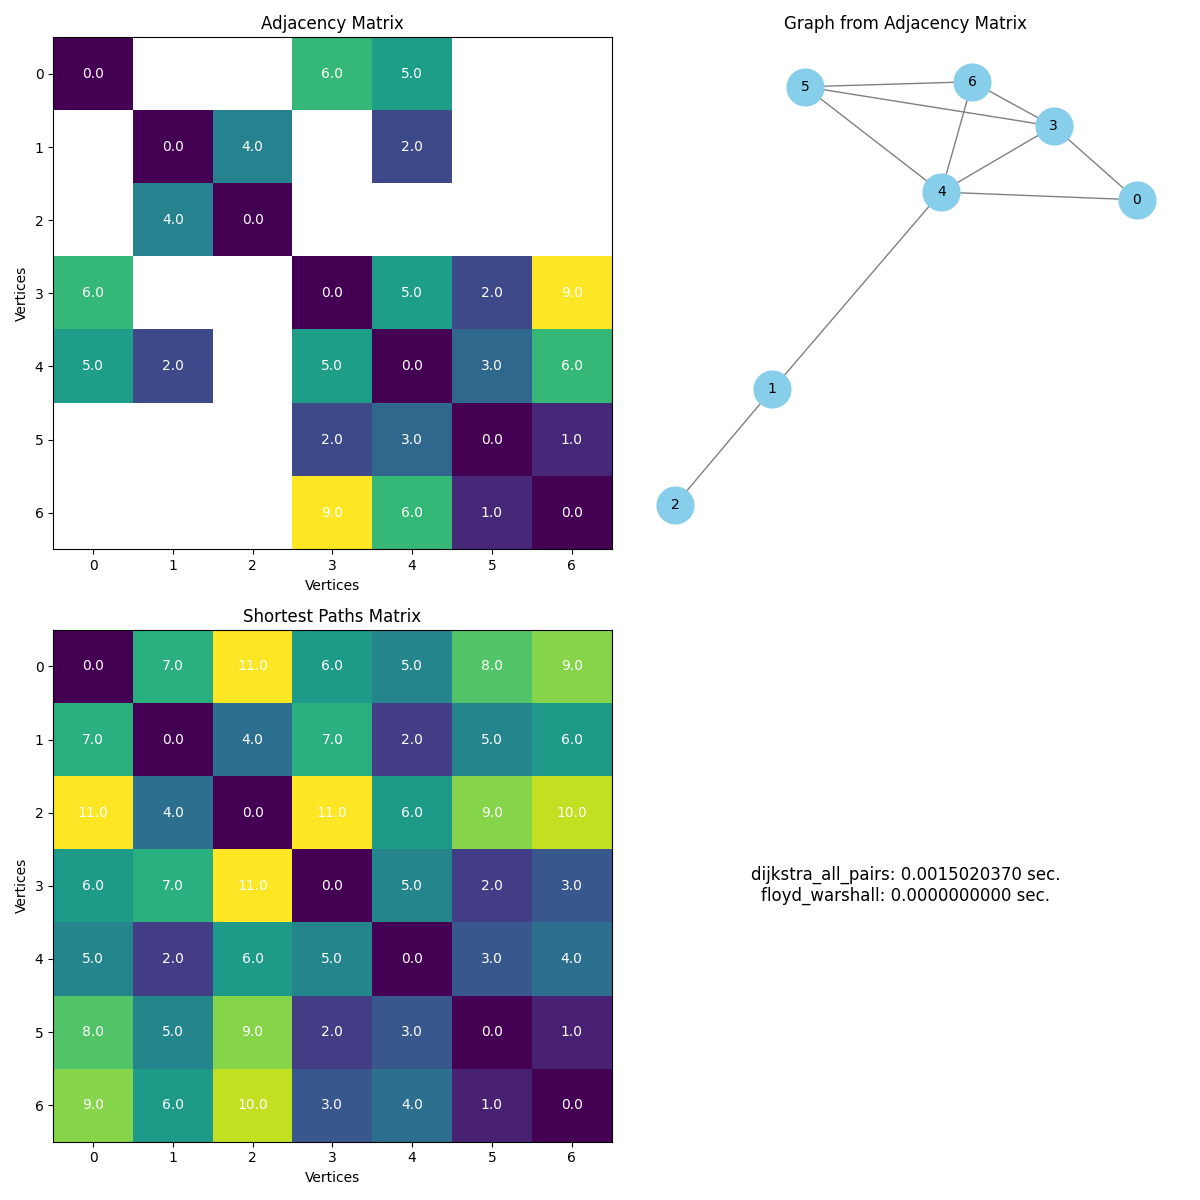 Adjacency Matrix
0 0.0 6.0 5.0
1 0.0 4.0 2.0
2 4.0 0.0
3 6.0 0.0 5.0 2.0 9.0
4 5.0 2.0 5.0 0.0 3.0 6.0
5 2.0 3.0 0.0 1.0
6 9.0 6.0 1.0 0.0
0 1 2 3 4 5 6
Vertices
Vertices
Graph from Adjacency Matrix
6
5
3
4
0
1
2
Shortest Paths Matrix
0 0.0 7.0 11.0 6.0 5.0 8.0 9.0
1 7.0 0.0 4.0 7.0 2.0 5.0 6.0
2 11.0 4.0 0.0 11.0 6.0 9.0 10.0
3 6.0 7.0 11.0 0.0 5.0 2.0 3.0
4 5.0 2.0 6.0 5.0 0.0 3.0 4.0
5 8.0 5.0 9.0 2.0 3.0 0.0 1.0
6 9.0 6.0 10.0 3.0 4.0 1.0 0.0
0 1 2 3 4 5 6
Vertices
Vertices
dijkstra_all_pairs: 0.0015020370 sec.
floyd_warshall: 0.0000000000 sec.